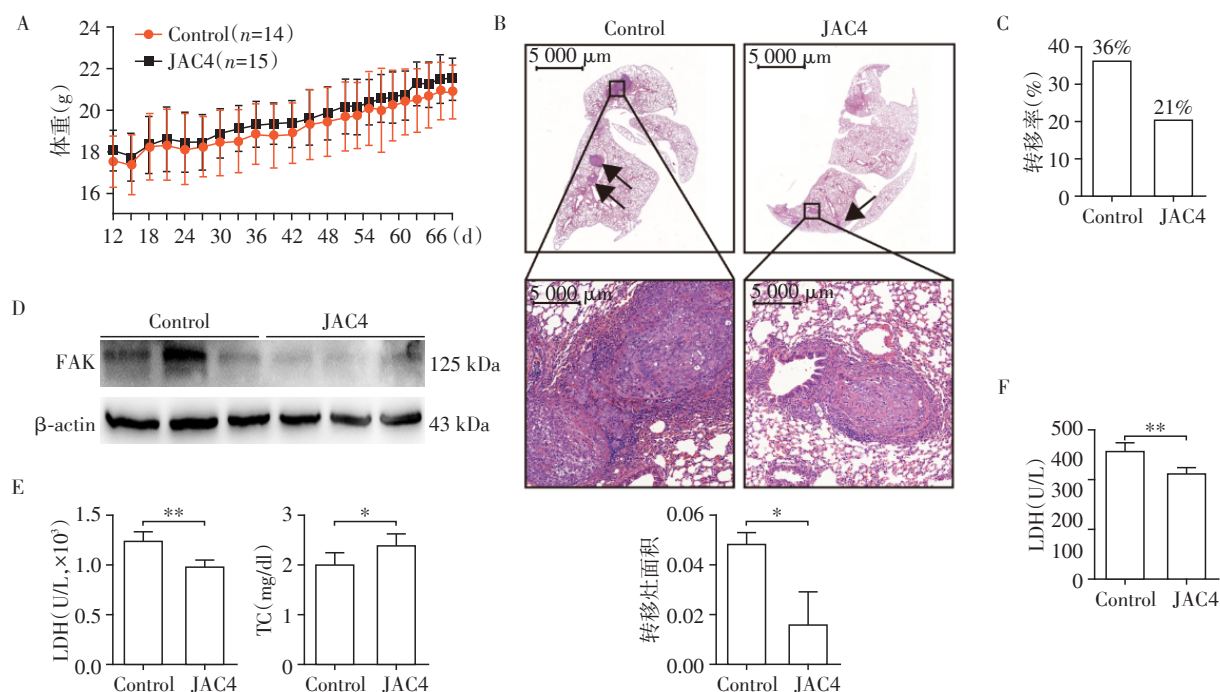 A
Control(n=14)
JAC4(n=15)
体重(g)
24
22
20
18
16
12 15 18 24 30 36 42 48 54 60 66 (d)
B
Control
JAC4
5 000 μm
5 000 μm
5 000 μm
5 000 μm
转移灶面积
0.06
0.04
0.02
0.00
*
Control JAC4
C
转移率(%)
40
30
20
10
0
36%
21%
Control JAC4
D
Control
JAC4
FAK
125 kDa
β-actin
43 kDa
E
LDH(U/L,×10³)
1.5
1.0
0.5
0.0
**
Control JAC4
TC(mg/dl)
3
2
1
0
*
Control JAC4
F
LDH(U/L)
500
400
300
200
100
0
**
Control JAC4